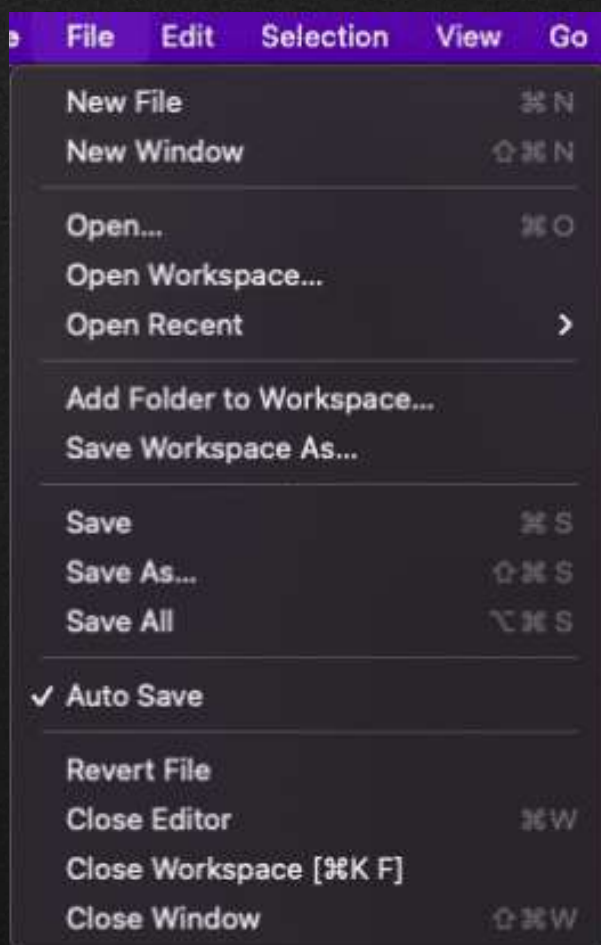 File Edit Selection View Go
New File ⌘ N
New Window ⇧ ⌘ N
Open... ⌘ O
Open Workspace...
Open Recent >
Add Folder to Workspace...
Save Workspace As...
Save ⌘ S
Save As... ⇧ ⌘ S
Save All ⌥ ⌘ S
✓ Auto Save
Revert File
Close Editor ⌘ W
Close Workspace [⌘K F]
Close Window ⇧ ⌘ W